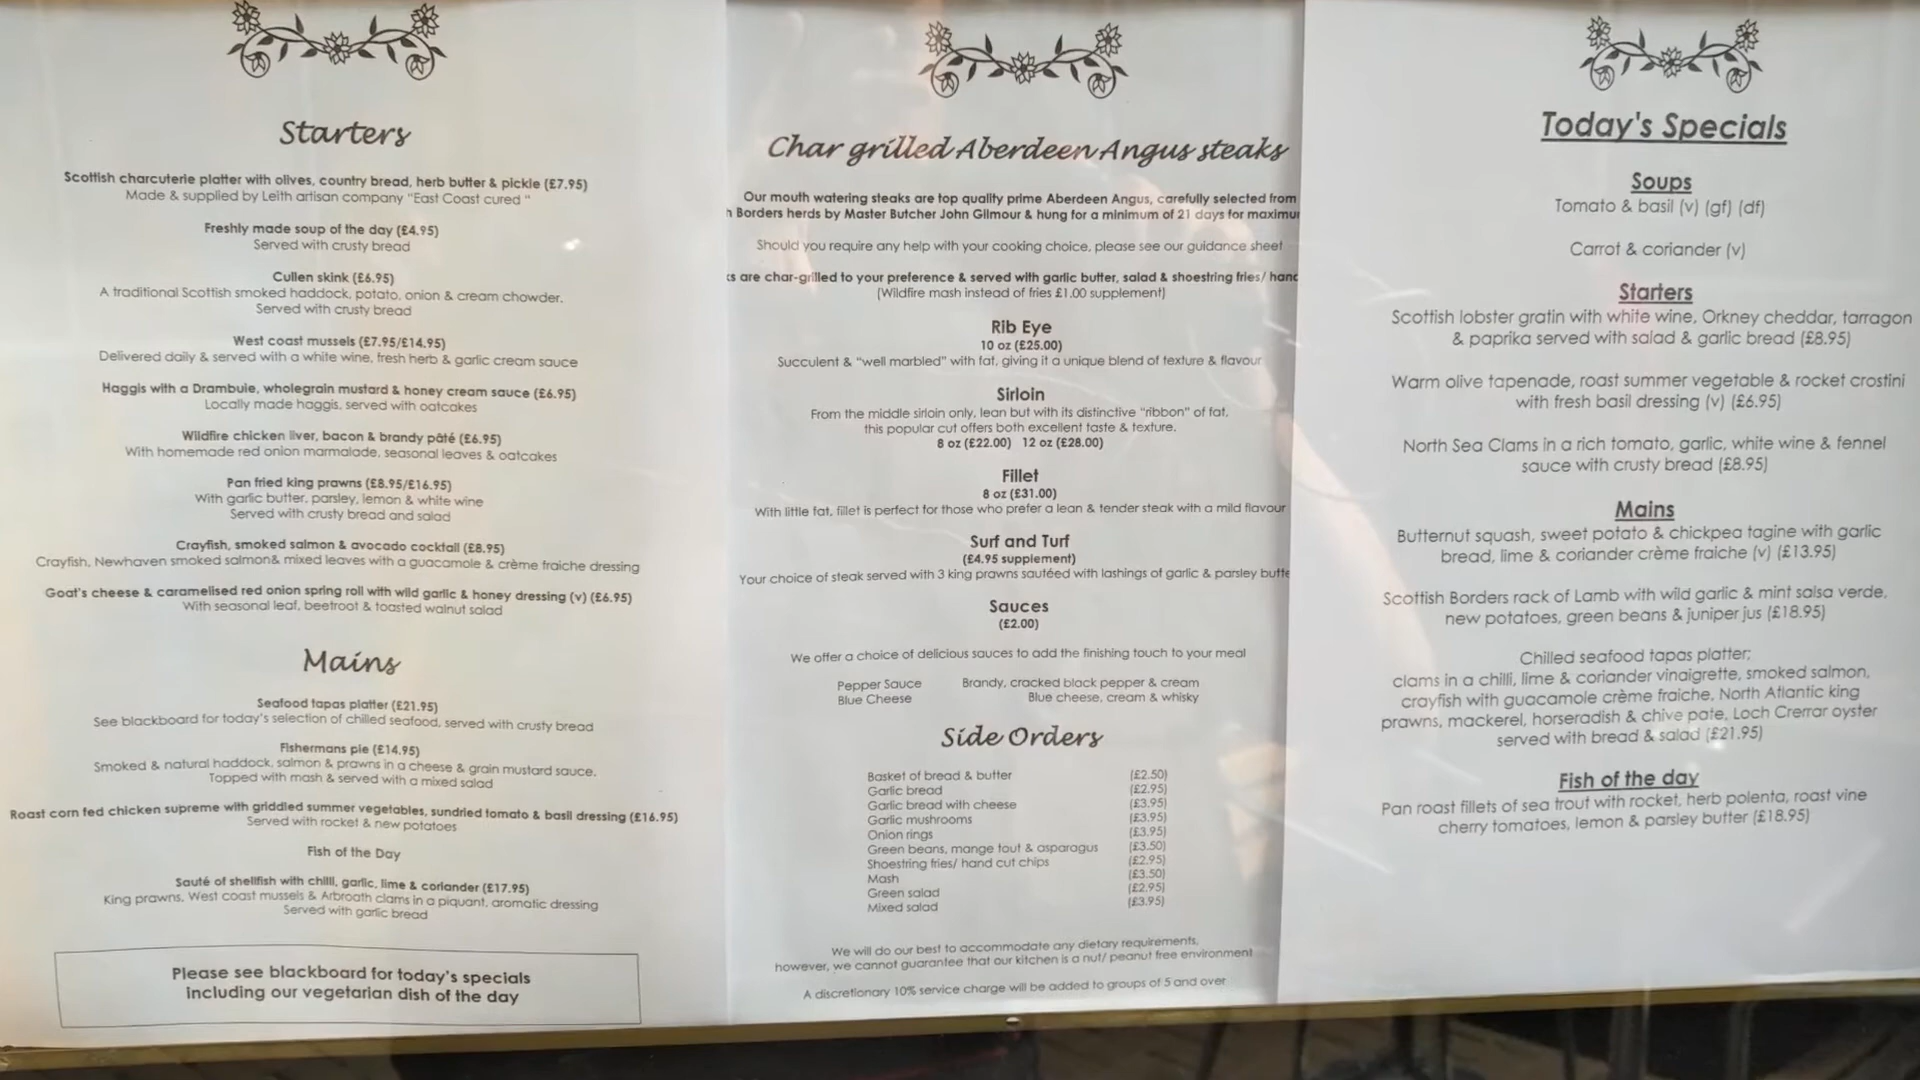 Starters
Scottish charcuterie platter with olives, country bread, herb butter & pickle (£7.95)
Made & supplied by Leith artisan company "East Coast cured "
Freshly made soup of the day (£4.95)
Served with crusty bread
Cullen skink (£6.95)
A traditional Scottish smoked haddock, potato, onion & cream chowder.
Served with crusty bread
West coast mussels (£7.95/£14.95)
Delivered daily & served with a white wine, fresh herb & garlic cream sauce
Haggis with a Drambuie, wholegrain mustard & honey cream sauce (£6.95)
Locally made haggis, served with oatcakes
Wildfire chicken liver, bacon & brandy pâté (£6.95)
With homemade red onion marmalade, seasonal leaves & oatcakes
Pan fried king prawns (£8.95/£16.95)
With garlic butter, parsley, lemon & white wine
Served with crusty bread and salad
Crayfish, smoked salmon & avocado cocktail (£8.95)
Crayfish, Newhaven smoked salmon& mixed leaves with a guacamole & crème fraiche dressing
Goat's cheese & caramelised red onion spring roll with wild garlic & honey dressing (v) (£6.95)
With seasonal leaf, beetroot & toasted walnut salad
Mains
Seafood tapas platter (£21.95)
See blackboard for today's selection of chilled seafood, served with crusty bread
Fishermans pie (£14.95)
Smoked & natural haddock, salmon & prawns in a cheese & grain mustard sauce.
Topped with mash & served with a mixed salad
Roast corn fed chicken supreme with griddled summer vegetables, sundried tomato & basil dressing (£16.95)
Served with rocket & new potatoes
Fish of the Day
Sauté of shellfish with chilli, garlic, lime & coriander (£17.95)
King prawns, West coast mussels & Arbroath clams in a piquant, aromatic dressing
Served with garlic bread
Please see blackboard for today's specials
including our vegetarian dish of the day
Char grilled Aberdeen Angus steaks
Our mouth watering steaks are top quality prime Aberdeen Angus, carefully selected from
h Borders herds by Master Butcher John Gilmour & hung for a minimum of 21 days for maximu
Should you require any help with your cooking choice, please see our guidance sheet
ks are char-grilled to your preference & served with garlic butter, salad & shoestring fries/ hand
(Wildfire mash instead of fries £1.00 supplement)
Rib Eye
10 oz (£25.00)
Succulent & "well marbled" with fat, giving it a unique blend of texture & flavour
Sirloin
From the middle sirloin only, lean but with its distinctive "ribbon" of fat,
this popular cut offers both excellent taste & texture.
8 oz (£22.00) 12 oz (£28.00)
Fillet
8 oz (£31.00)
With little fat, fillet is perfect for those who prefer a lean & tender steak with a mild flavour
Surf and Turf
(£4.95 supplement)
Your choice of steak served with 3 king prawns sautéed with lashings of garlic & parsley butte
Sauces
(£2.00)
We offer a choice of delicious sauces to add the finishing touch to your meal
Pepper Sauce Brandy, cracked black pepper & cream
Blue Cheese Blue cheese, cream & whisky
Side Orders
Basket of bread & butter (£2.50)
Garlic bread (£2.95)
Garlic bread with cheese (£3.95)
Garlic mushrooms (£3.95)
Onion rings (£3.95)
Green beans, mange tout & asparagus (£3.50)
Shoestring fries/ hand cut chips (£2.95)
Mash (£3.50)
Green salad (£2.95)
Mixed salad (£3.95)
We will do our best to accommodate any dietary requirements,
however, we cannot guarantee that our kitchen is a nut/ peanut free environment
A discretionary 10% service charge will be added to groups of 5 and over
Today's Specials
Soups
Tomato & basil (v) (gf) (df)
Carrot & coriander (v)
Starters
Scottish lobster gratin with white wine, Orkney cheddar, tarragon
& paprika served with salad & garlic bread (£8.95)
Warm olive tapenade, roast summer vegetable & rocket crostini
with fresh basil dressing (v) (£6.95)
North Sea Clams in a rich tomato, garlic, white wine & fennel
sauce with crusty bread (£8.95)
Mains
Butternut squash, sweet potato & chickpea tagine with garlic
bread, lime & coriander crème fraiche (v) (£13.95)
Scottish Borders rack of Lamb with wild garlic & mint salsa verde,
new potatoes, green beans & juniper jus (£18.95)
Chilled seafood tapas platter;
clams in a chilli, lime & coriander vinaigrette, smoked salmon,
crayfish with guacamole crème fraiche, North Atlantic king
prawns, mackerel, horseradish & chive pate, Loch Crerrar oyster
served with bread & salad (£21.95)
Fish of the day
Pan roast fillets of sea trout with rocket, herb polenta, roast vine
cherry tomatoes, lemon & parsley butter (£18.95)